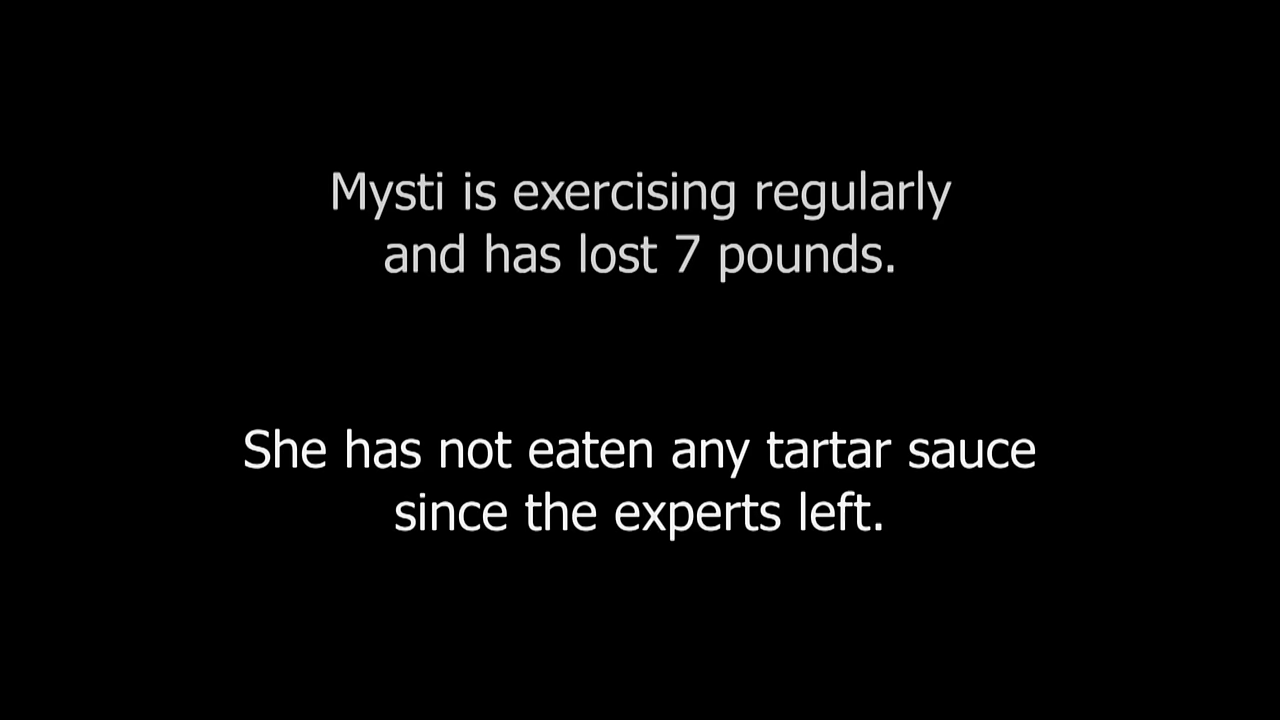 Mysti is exercising regularly
and has lost 7 pounds.
She has not eaten any tartar sauce
since the experts left.